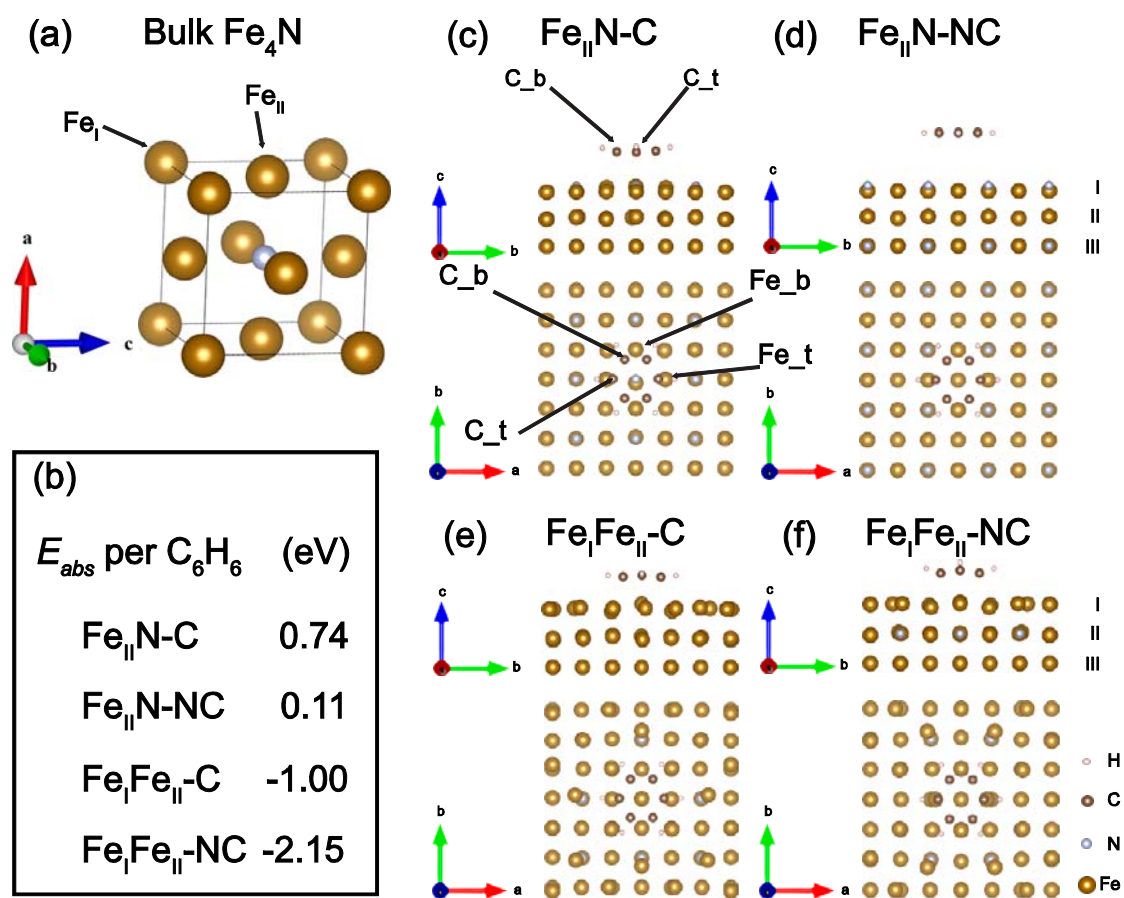 (a) Bulk Fe4N
FeI
FeII
a
b
c
(b)
Eabs per C6H6 (eV)
FeIIN-C 0.74
FeIIN-NC 0.11
FeIFeII-C -1.00
FeIFeII-NC -2.15
(c) FeIIN-C
C_b
C_t
c
b
C_b
Fe_b
Fe_t
C_t
b
a
(d) FeIIN-NC
c
b
I
II
III
b
a
(e) FeIFeII-C
c
b
b
a
(f) FeIFeII-NC
c
b
I
II
III
b
a
H
C
N
Fe